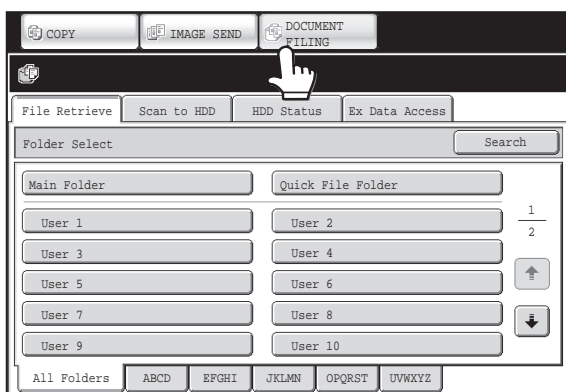 COPY
IMAGE SEND
DOCUMENT
FILING
File Retrieve
Scan to HDD
HDD Status
Ex Data Access
Folder Select
Search
Main Folder
Quick File Folder
User 1
User 2
1
2
User 3
User 4
User 5
User 6
User 7
User 8
User 9
User 10
All Folders
ABCD
EFGHI
JKLMN
OPQRST
UVWXYZ